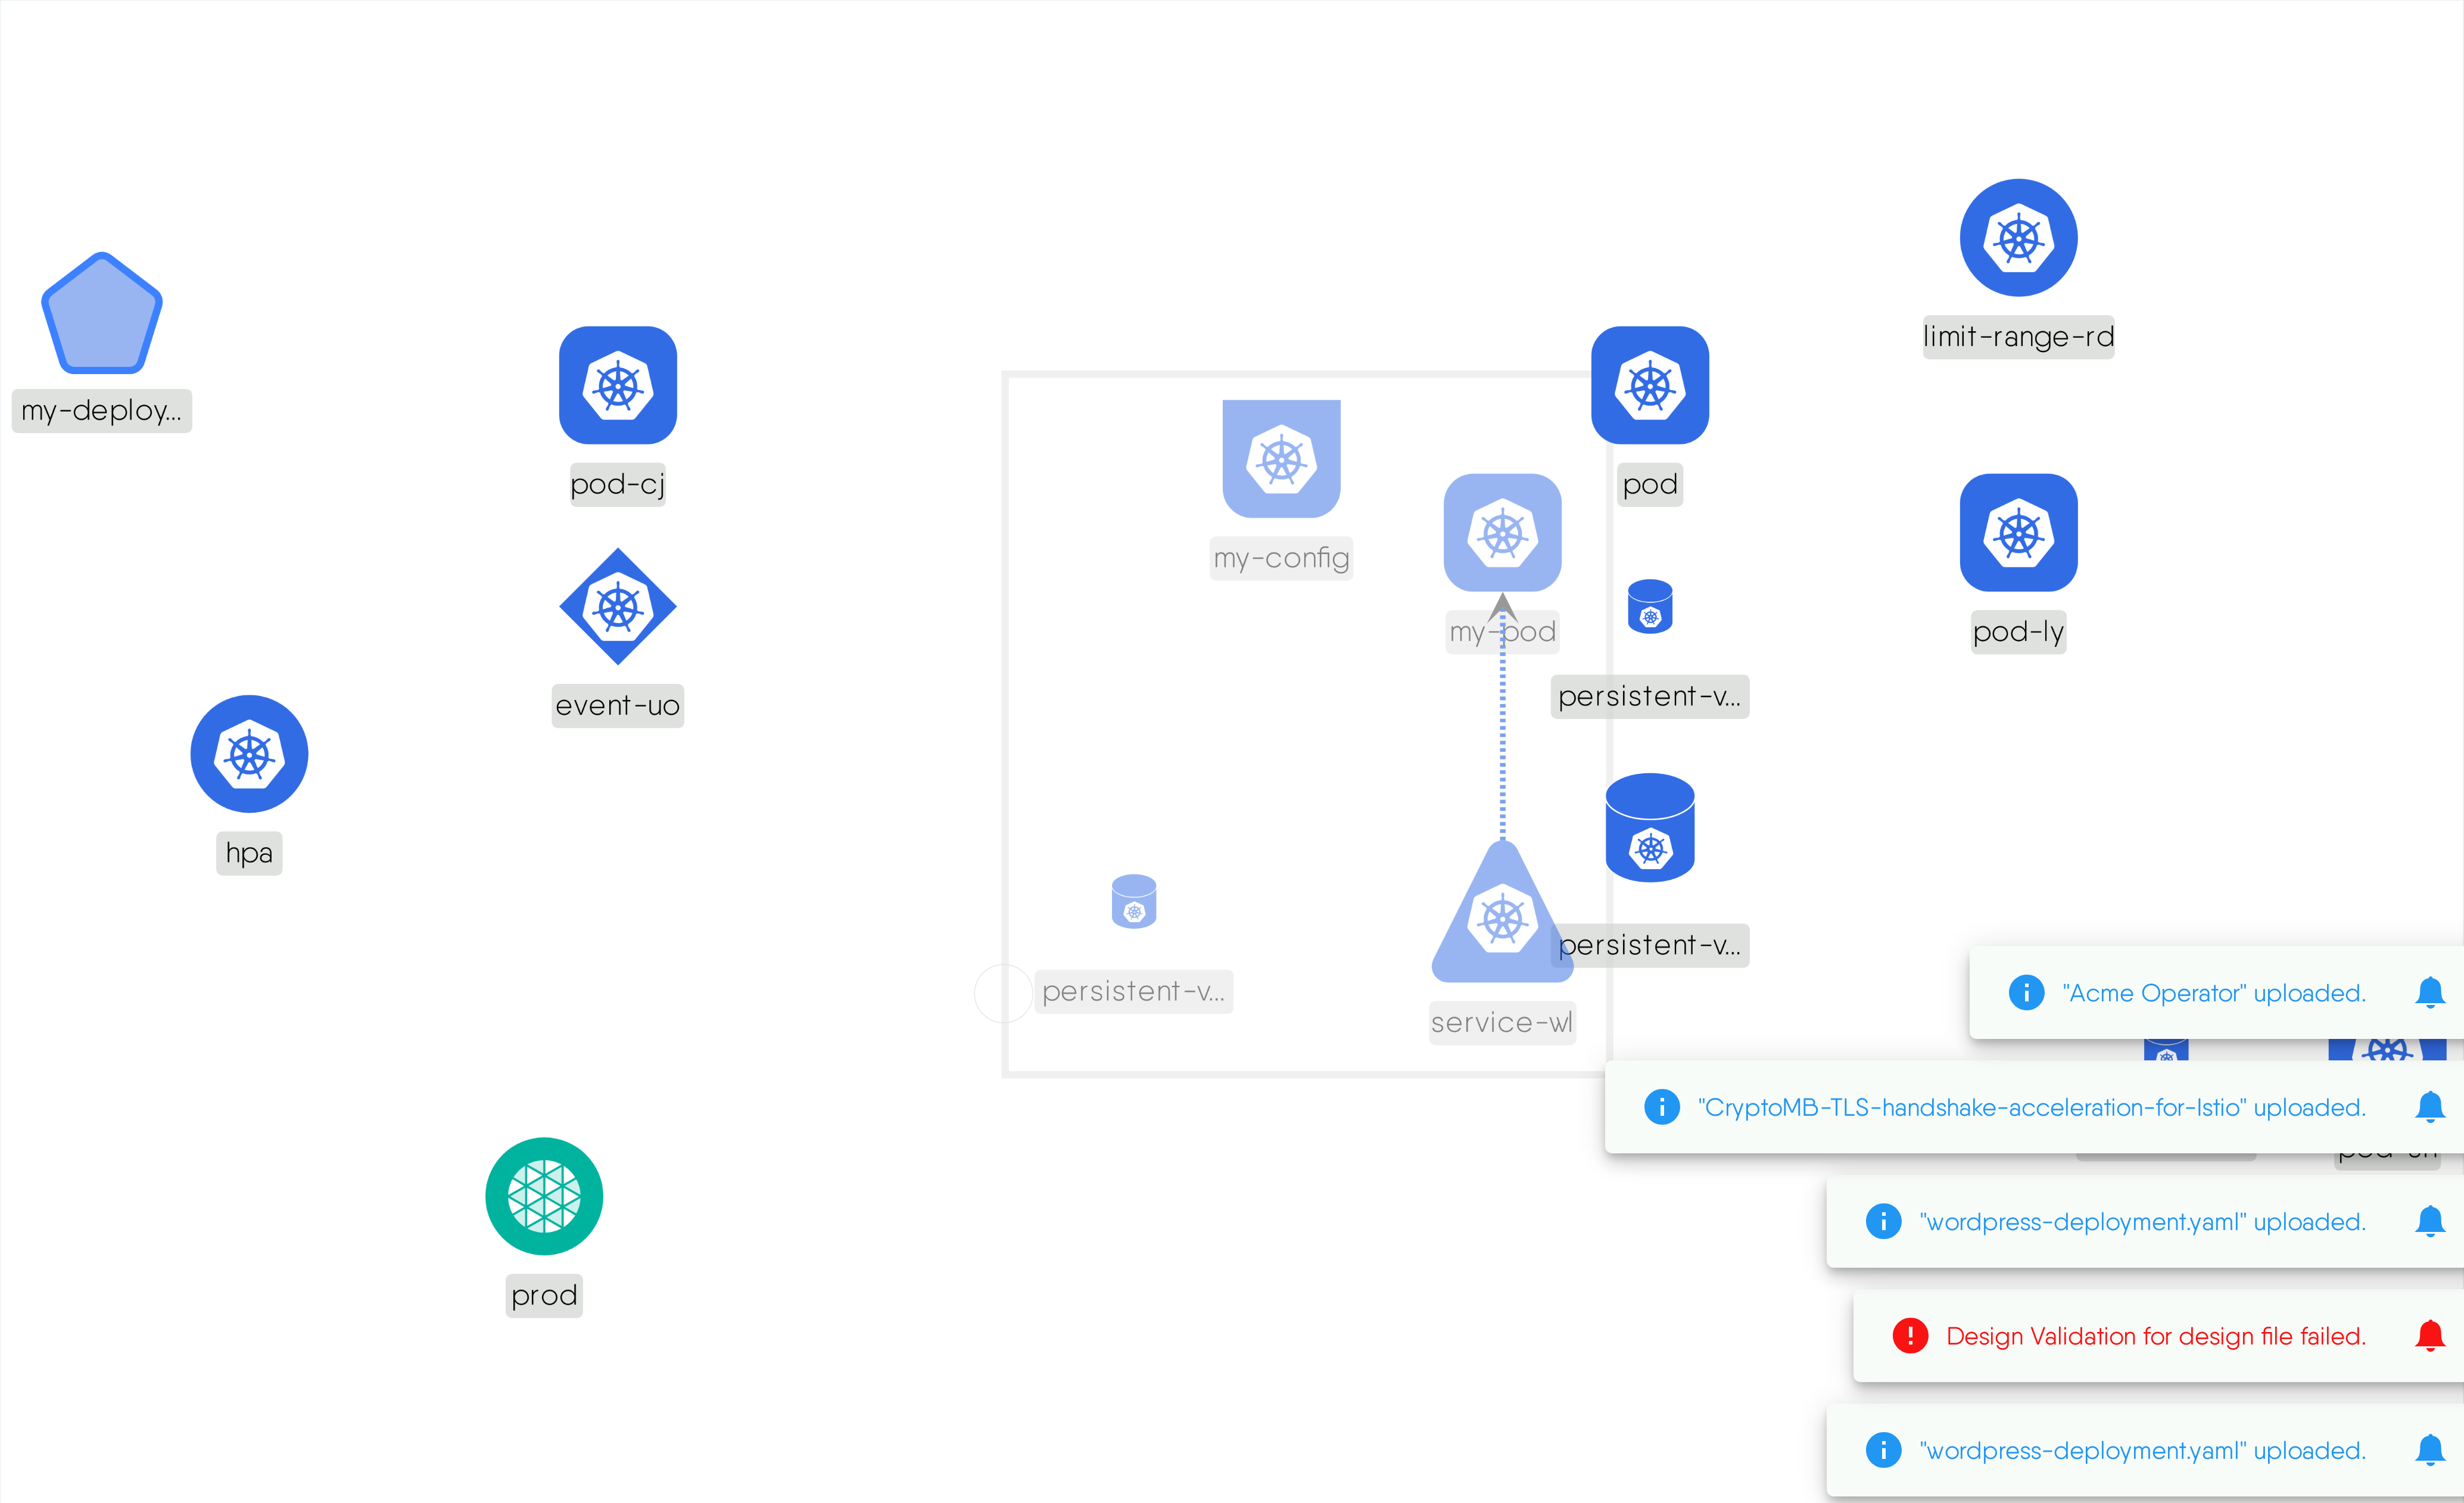 limit-range-rd
my-deploy...
pod-cj
pod
my-config
my-pod
pod-ly
persistent-v...
event-uo
hpa
persistent-v...
persistent-v...
service-wl
"Acme Operator" uploaded.
"CryptoMB-TLS-handshake-acceleration-for-Istio" uploaded.
"wordpress-deployment.yaml" uploaded.
prod
Design Validation for design file failed.
"wordpress-deployment.yaml" uploaded.